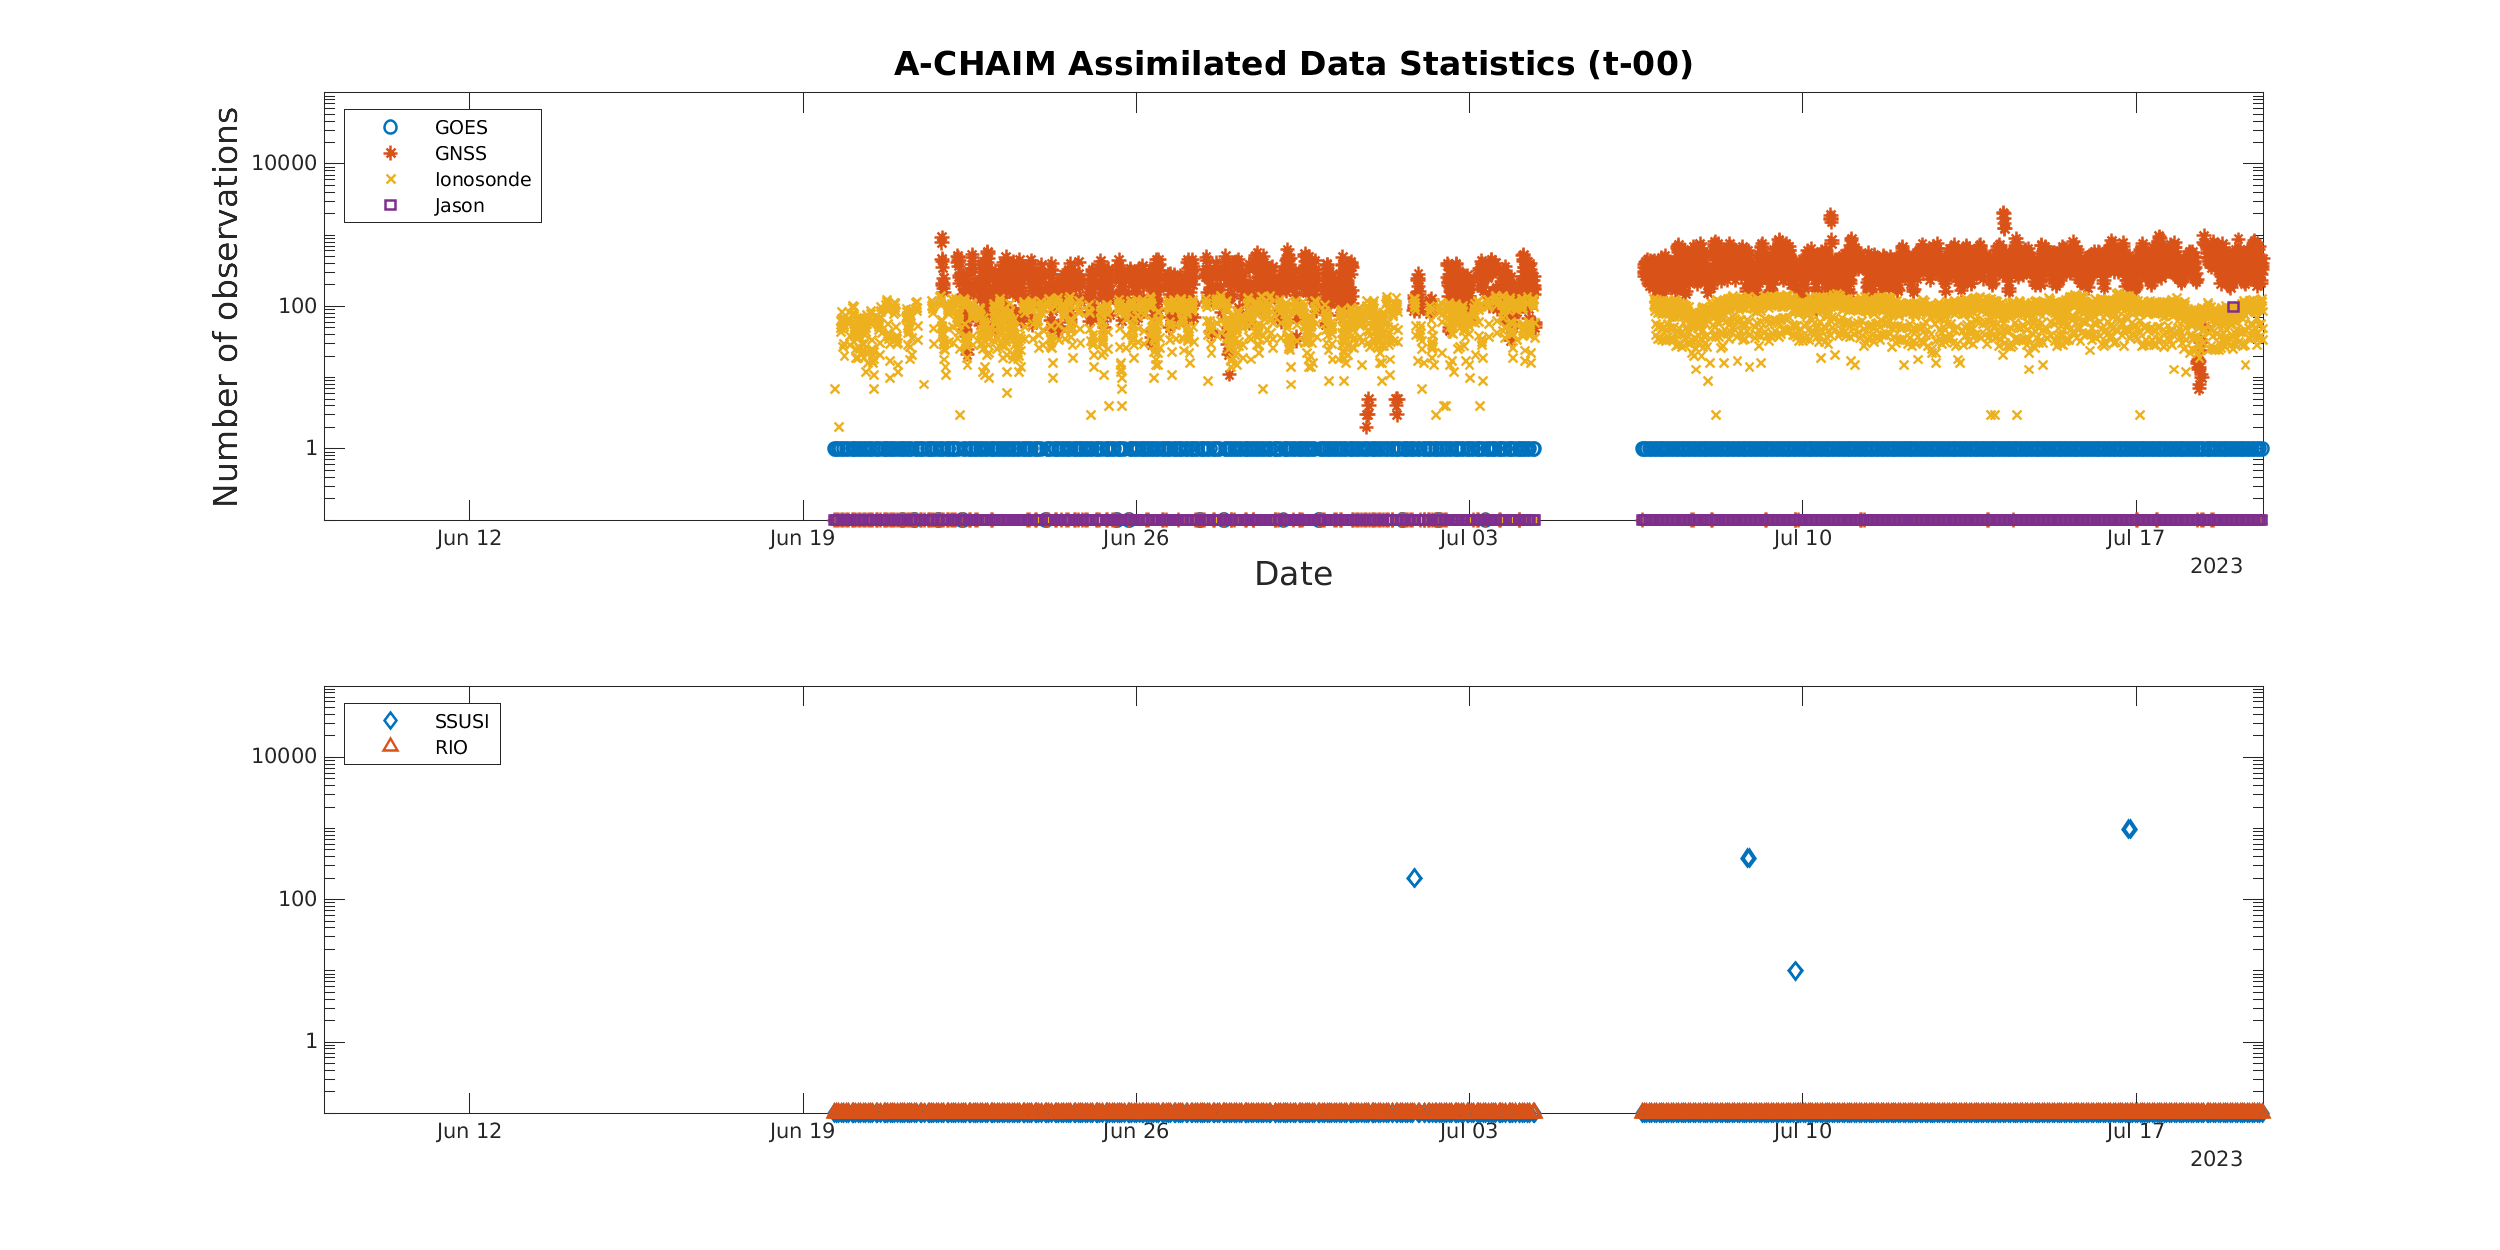 A-CHAIM Assimilated Data Statistics (t-00)
Number of observations
10000
100
1
GOES
GNSS
Ionosonde
Jason
Jun 12
Jun 19
Jun 26
Jul 03
Jul 10
Jul 17
2023
Date
10000
100
1
SSUSI
RIO
Jun 12
Jun 19
Jun 26
Jul 03
Jul 10
Jul 17
2023